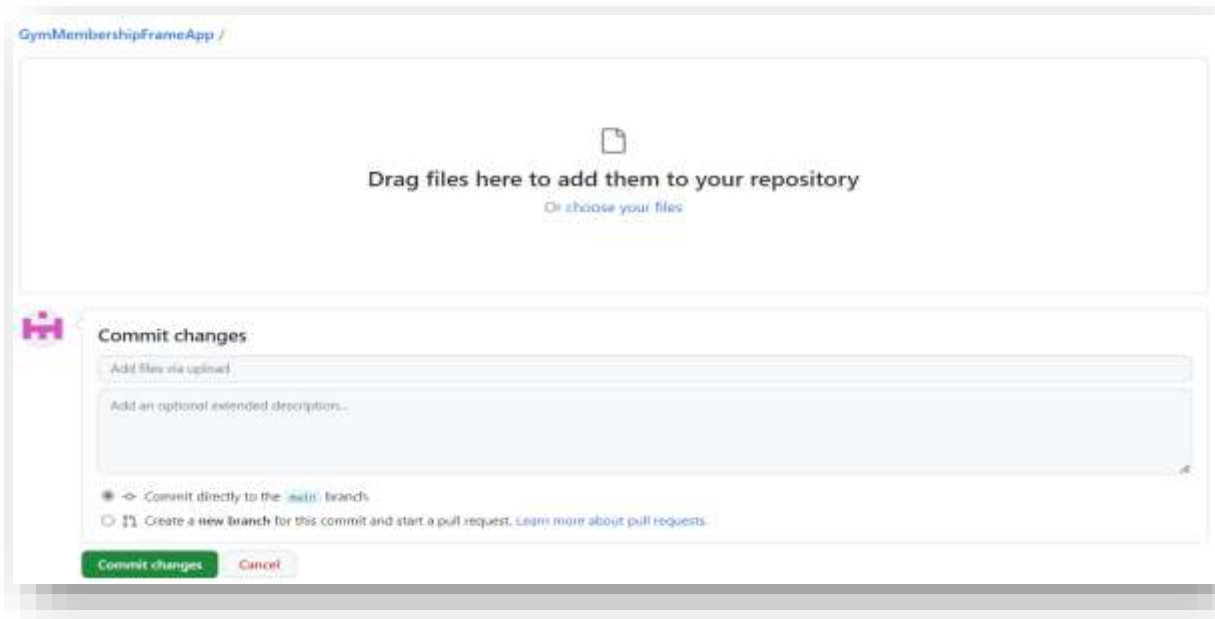 GymMembershipFrameApp /
Drag files here to add them to your repository
Or choose your files
Commit changes
Add files via upload
Add an optional extended description...
Commit directly to the main branch.
Create a new branch for this commit and start a pull request. Learn more about pull requests.
Commit changes
Cancel